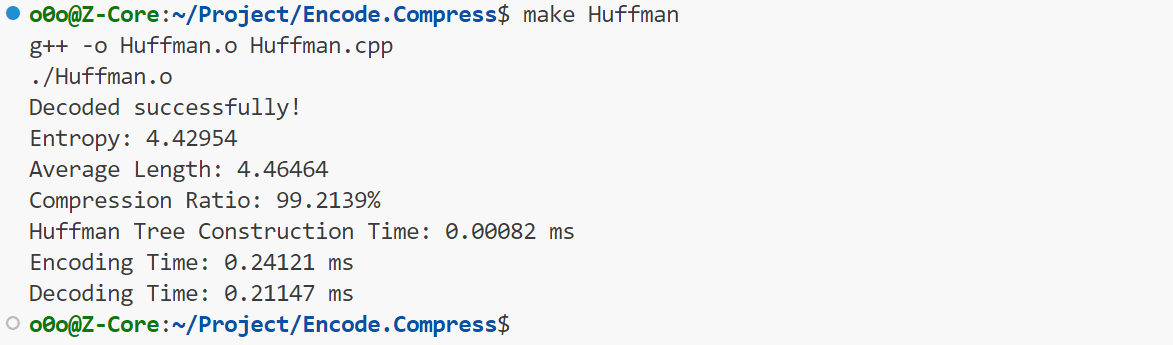 o0o@Z-Core:~/Project/Encode.Compress$ make Huffman
g++ -o Huffman.o Huffman.cpp
./Huffman.o
Decoded successfully!
Entropy: 4.42954
Average Length: 4.46464
Compression Ratio: 99.2139%
Huffman Tree Construction Time: 0.00082 ms
Encoding Time: 0.24121 ms
Decoding Time: 0.21147 ms
o0o@Z-Core:~/Project/Encode.Compress$